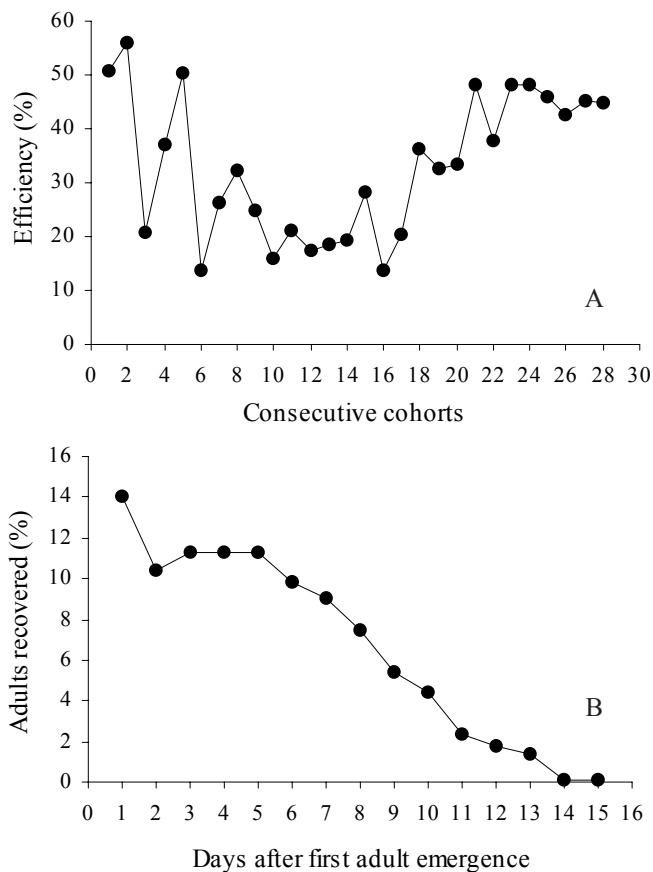 60
50
40
30
20
10
0
Efficiency (%)
A
0 2 4 6 8 10 12 14 16 18 20 22 24 26 28 30
Consecutive cohorts
16
14
12
10
8
6
4
2
0
Adults recovered (%)
B
0 1 2 3 4 5 6 7 8 9 10 11 12 13 14 15 16
Days after first adult emergence